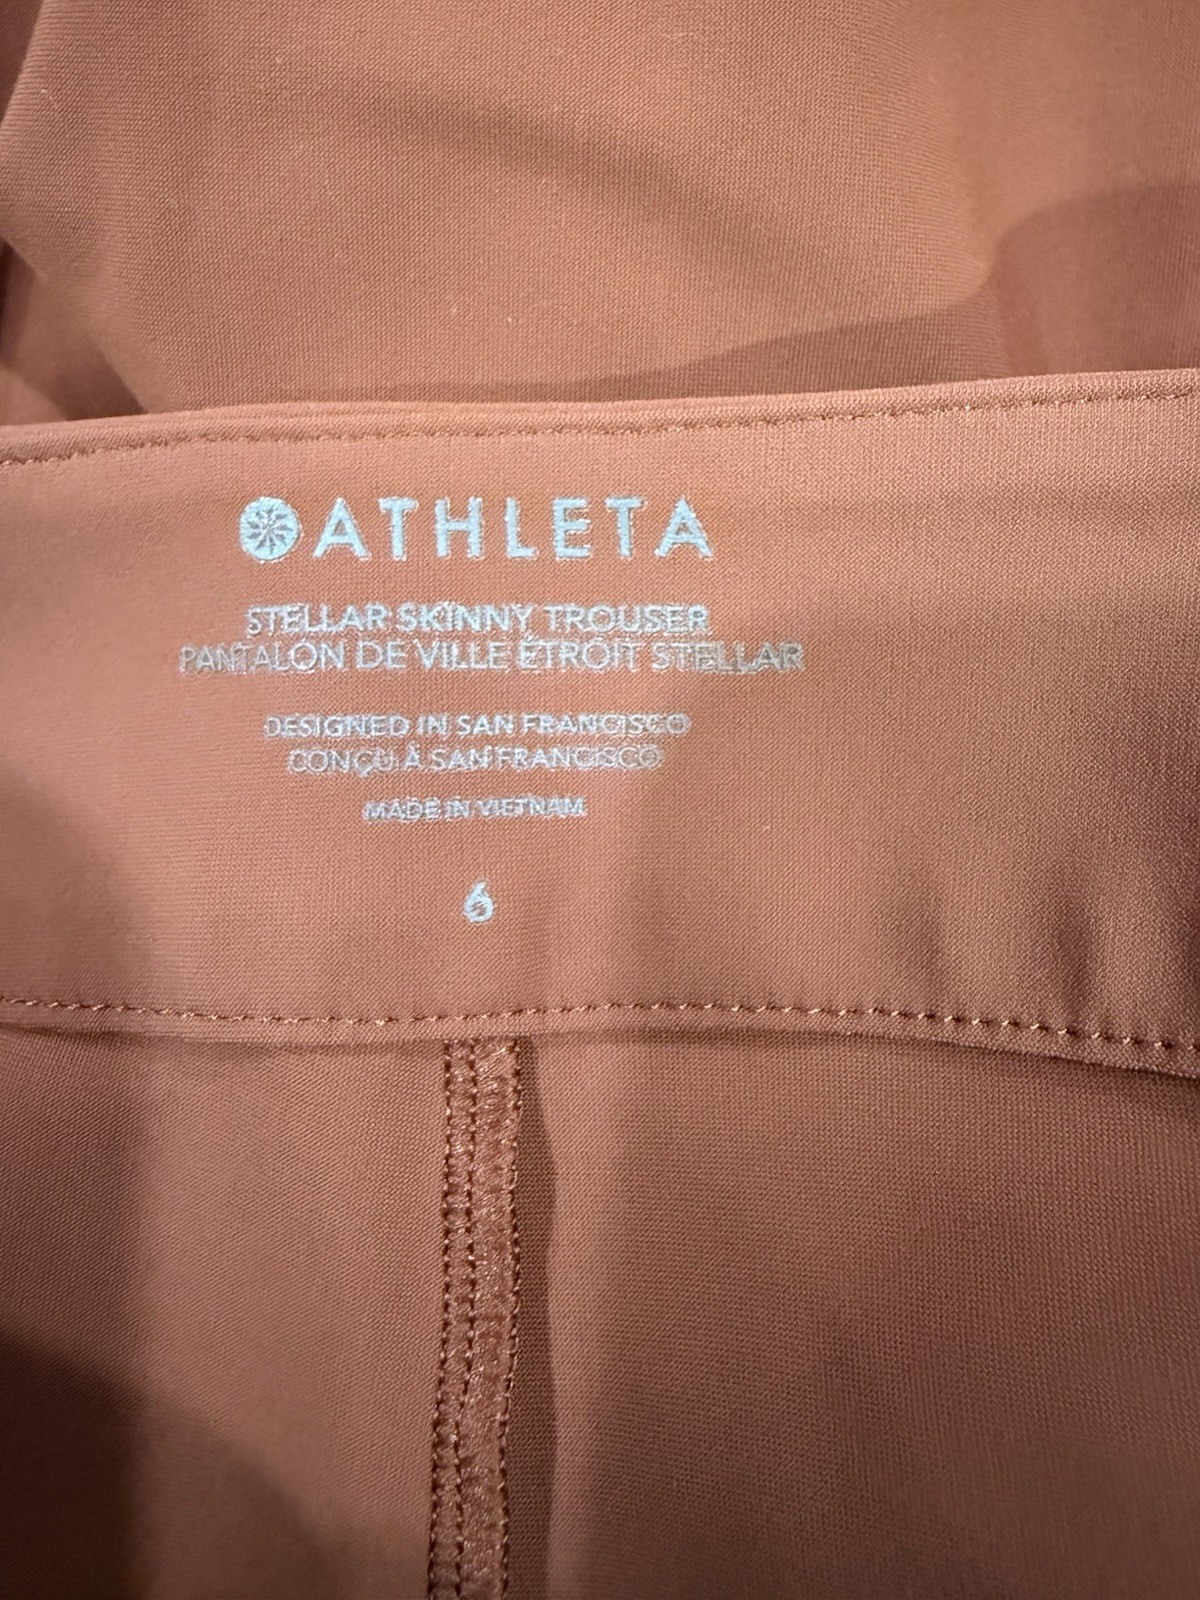 ATHLETA
STELLAR SKINNY TROUSER
PANTALON DE VILLE ÉTROIT STELLAR
DESIGNED IN SAN FRANCISCO
CONÇU À SAN FRANCISCO
MADE IN VIETNAM
6